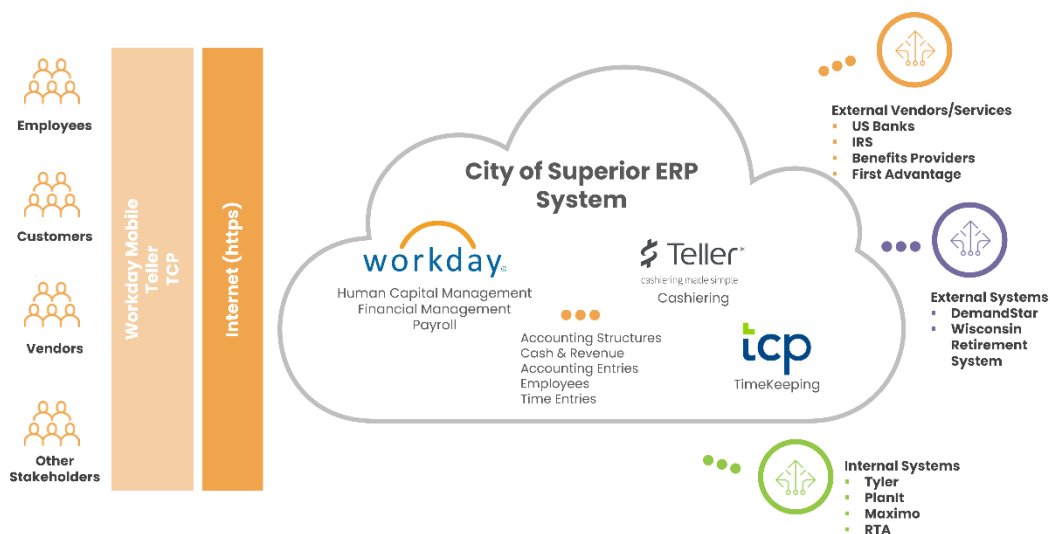 Employees
Customers
Vendors
Other
Stakeholders
Workday Mobile
Teller
TCP
Internet (https)
City of Superior ERP
System
workday®
Human Capital Management
Financial Management
Payroll
Teller
cashiering made simple
Cashiering
Accounting Structures
Cash & Revenue
Accounting Entries
Employees
Time Entries
tcp
TimeKeeping
External Vendors/Services
US Banks
IRS
Benefits Providers
First Advantage
External Systems
DemandStar
Wisconsin
Retirement
System
Internal Systems
Tyler
PlanIt
Maximo
RTA